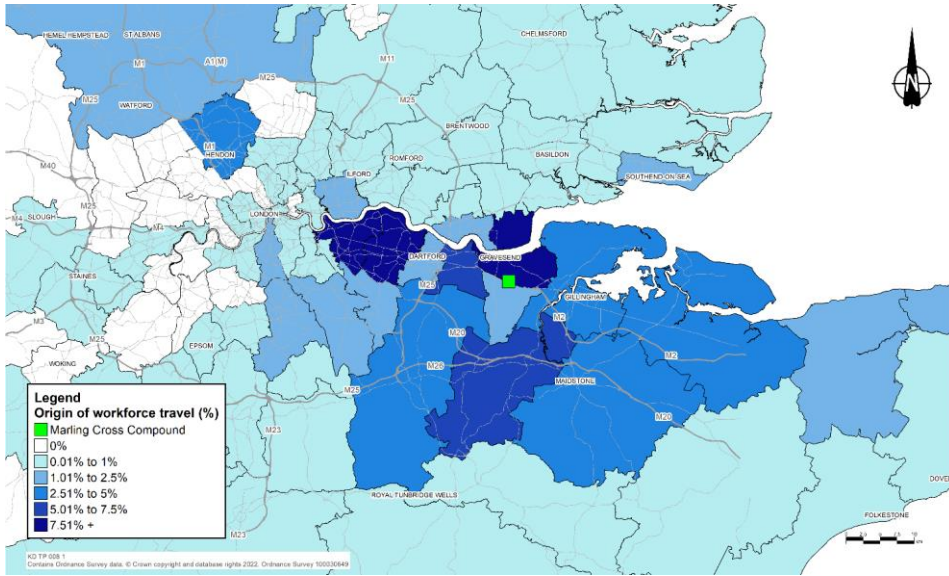 HEMEL HEMPSTEAD
ST ALBANS
CHELMSFORD
M1
A1(M)
M11
M25
M25
M25
WATFORD
BRENTWOOD
M1
HENDON
ROMFORD
BASILDON
M40
ILFORD
SOUTHEND-ON-SEA
M25
LONDON
SLOUGH
M4
M4
DARTFORD
GRAVESEND
STAINES
M25
GILLINGHAM
M3
M20
M2
EPSOM
M2
WOKING
M25
M26
MAIDSTONE
M25
M20
M23
ROYAL TUNBRIDGE WELLS
FOLKESTONE
M23
N
Legend
Origin of workforce travel (%)
Marling Cross Compound
0%
0.01% to 1%
1.01% to 2.5%
2.51% to 5%
5.01% to 7.5%
7.51% +
Contains Ordnance Survey data. © Crown copyright and database rights 2022. Ordnance Survey 100030649